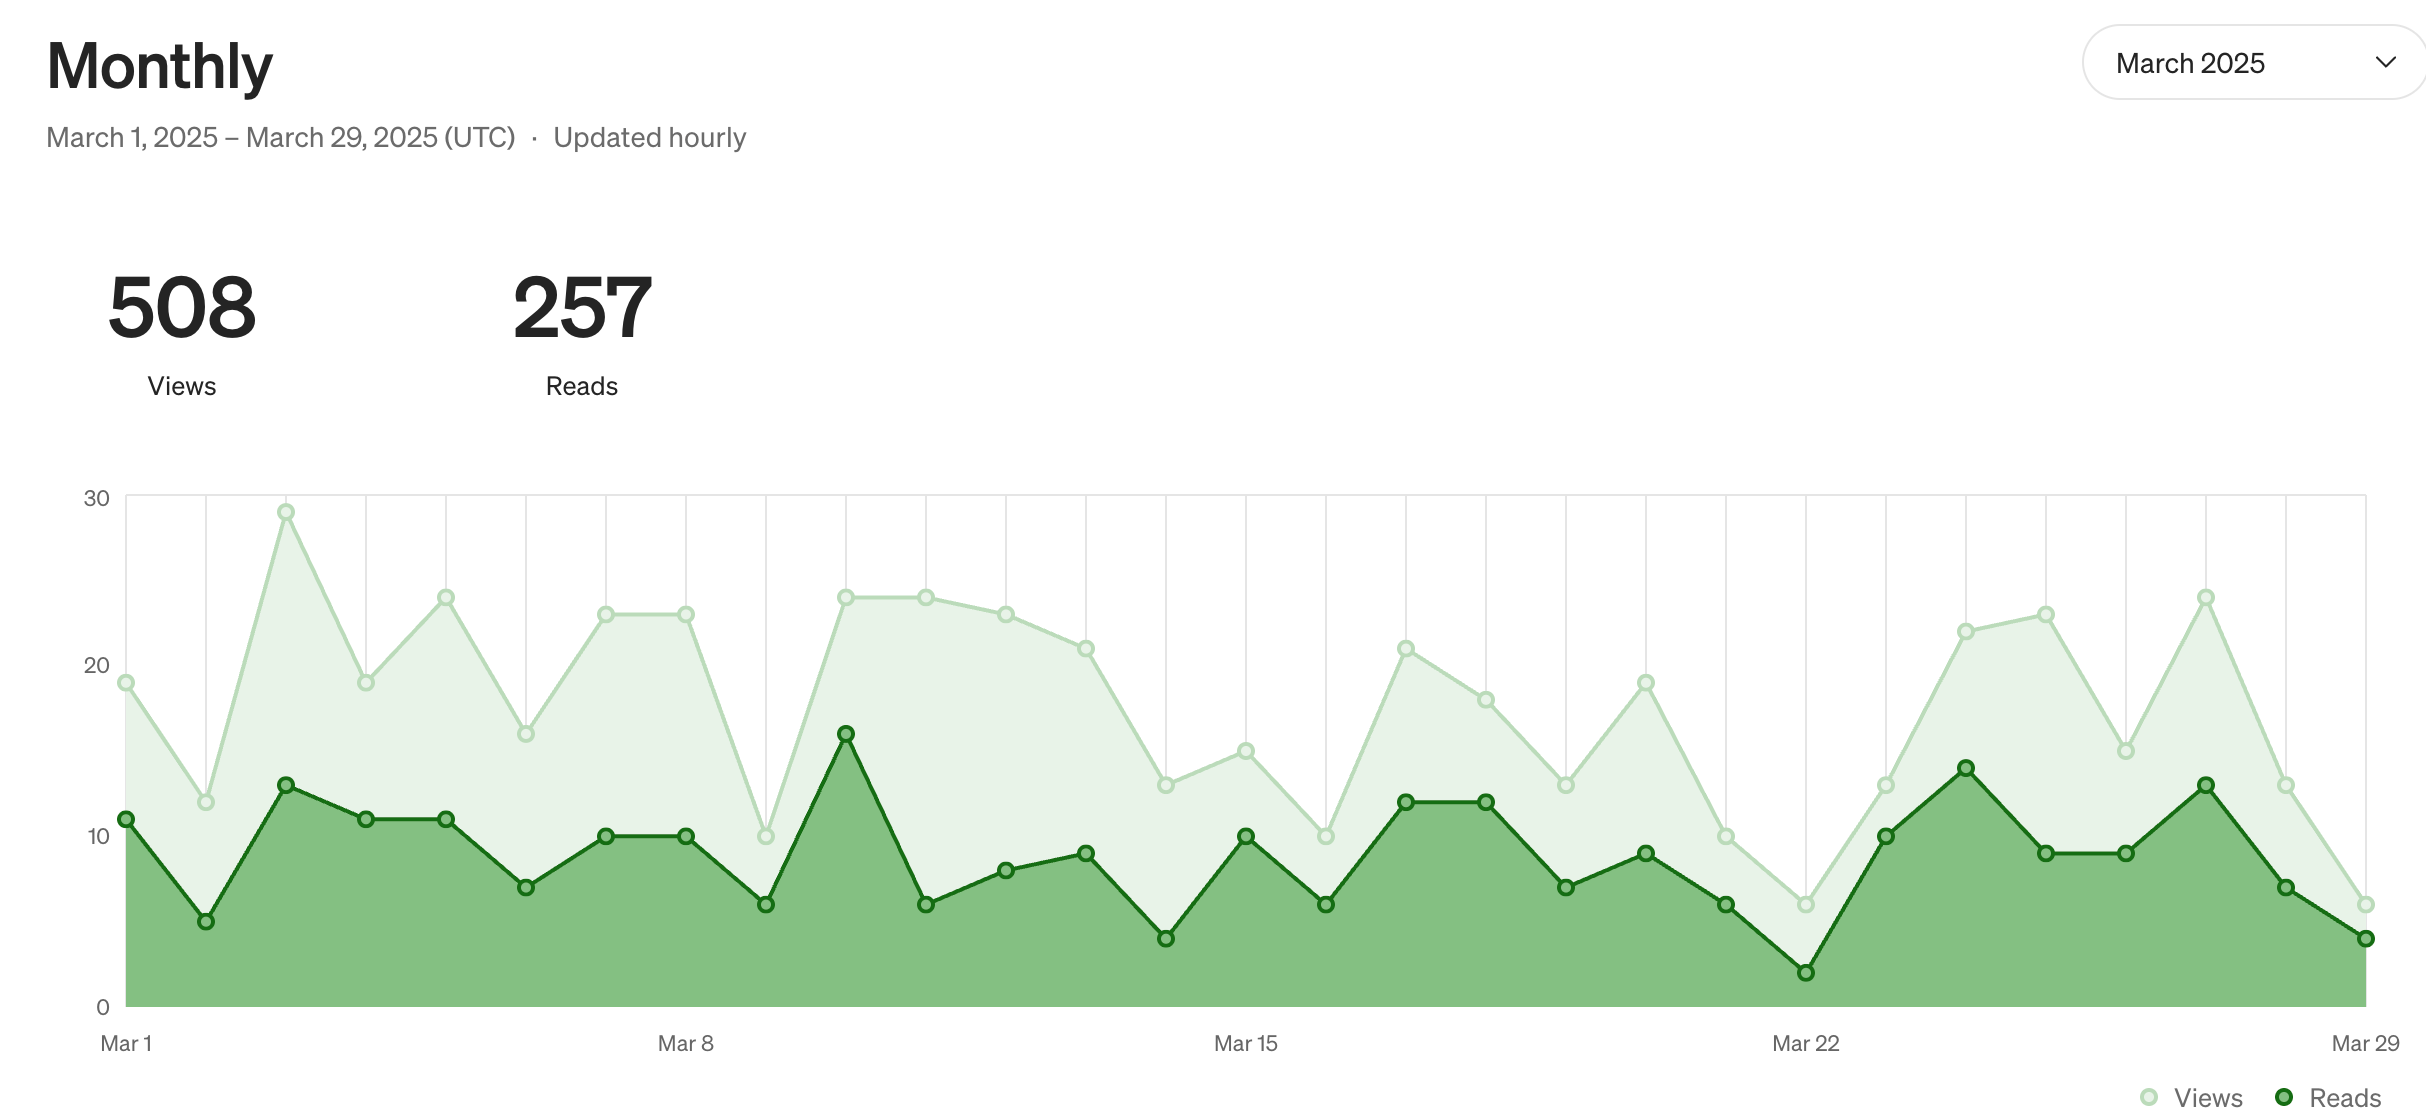 Monthly
March 2025
March 1, 2025 – March 29, 2025 (UTC) · Updated hourly
508
257
Views
Reads
30
20
10
0
Mar 1
Mar 8
Mar 15
Mar 22
Mar 29
Views
Reads